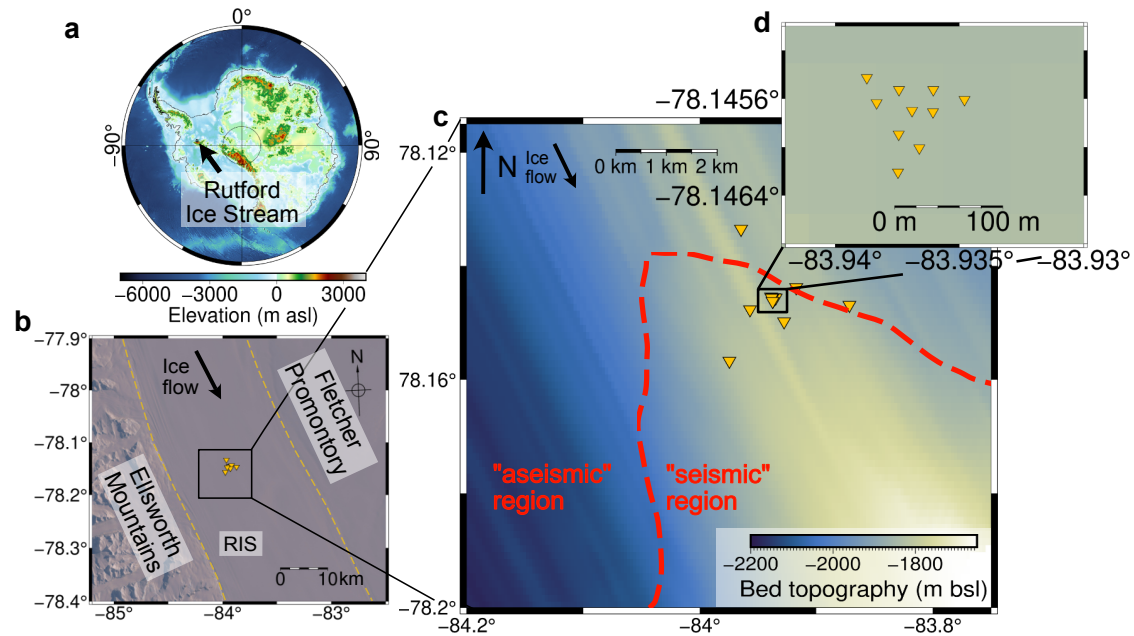 a
0°
−90°
90°
Rutford
Ice Stream
−6000 −3000 0 3000
Elevation (m asl)
b
−77.9°
−78°
−78.1°
−78.2°
−78.3°
−78.4°
−85° −84° −83°
Ice
flow
N
Fletcher
Promontory
Ellsworth
Mountains
RIS
0 10km
c
78.12°
78.16°
−78.2°
−84.2° −84° −83.8°
N
Ice
flow
0 km 1 km 2 km
"aseismic"
region
"seismic"
region
−2200 −2000 −1800
Bed topography (m bsl)
d
−78.1456°
−78.1464°
0 m 100 m
−83.94° −83.935° −83.93°